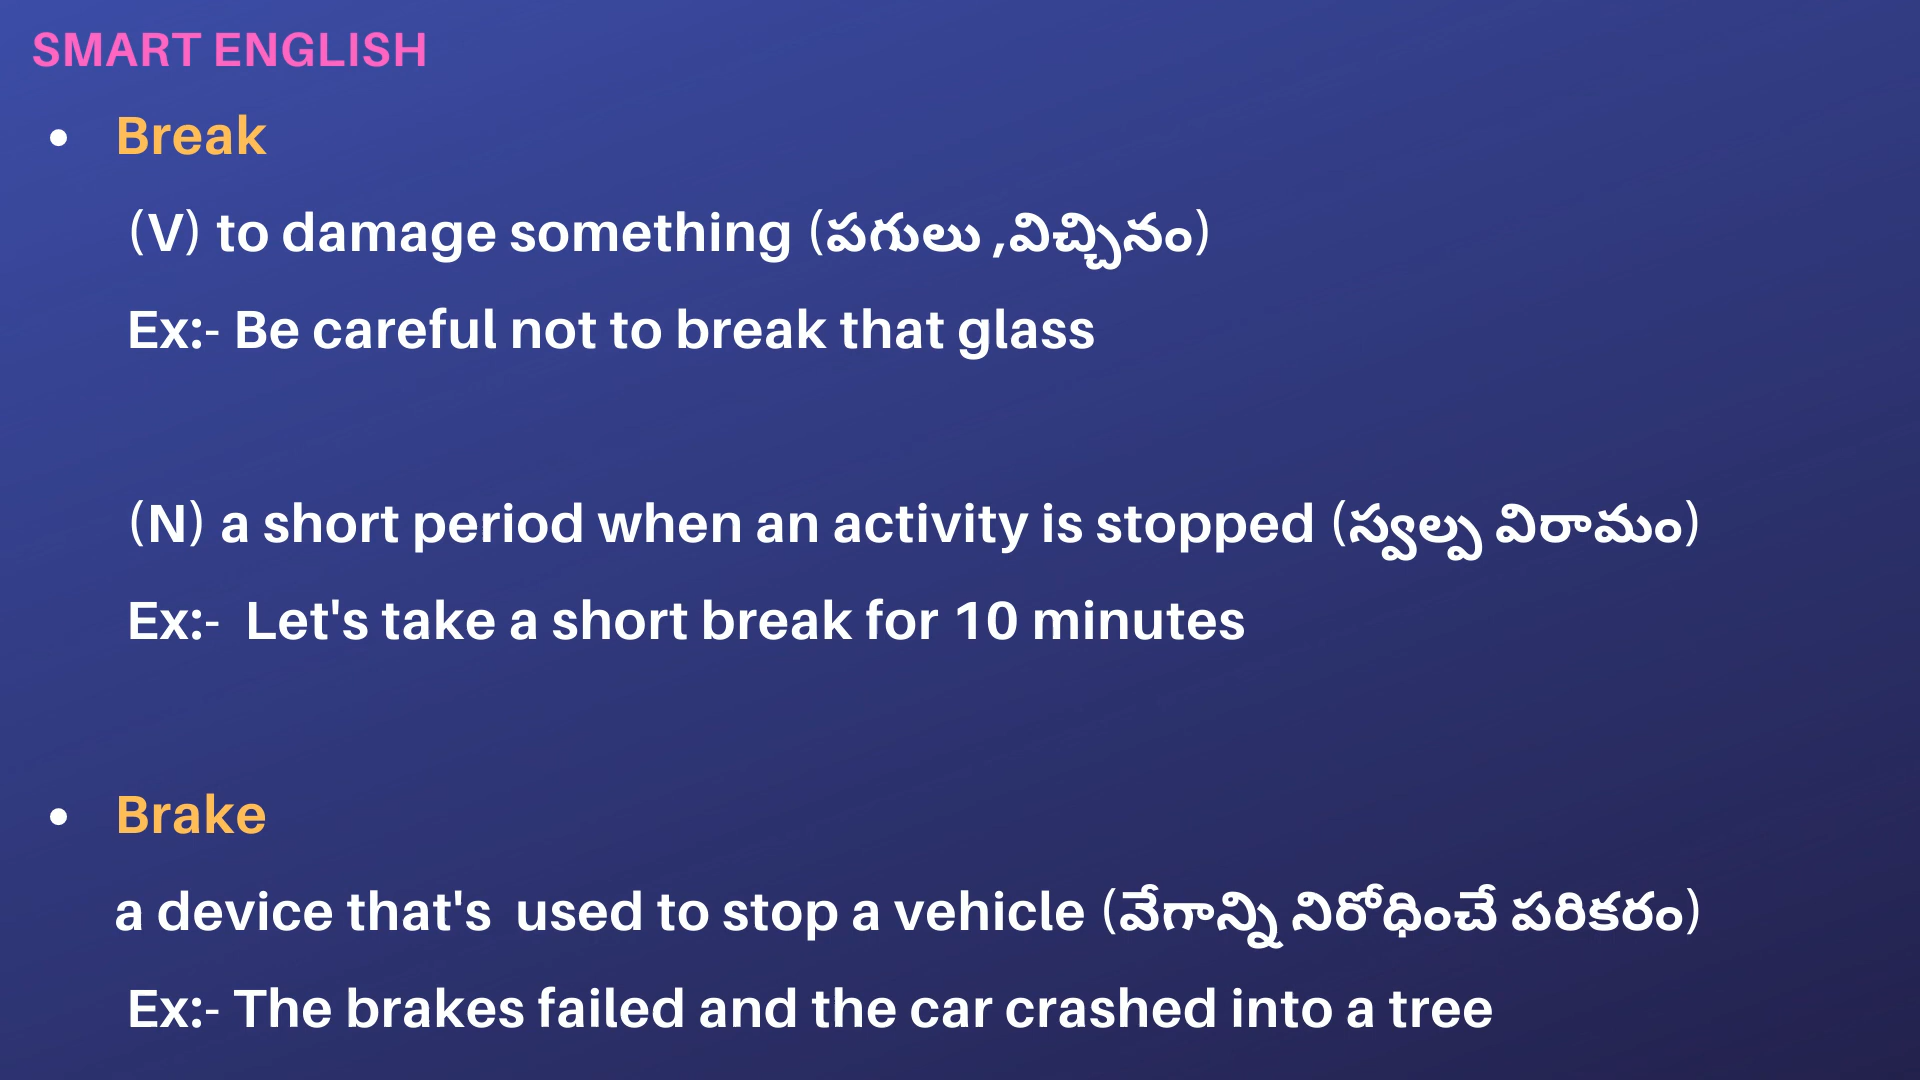 SMART ENGLISH
• Break
(V) to damage something (పగులు ,విచ్చినం)
Ex:- Be careful not to break that glass
(N) a short period when an activity is stopped (స్వల్ప విరామం)
Ex:-  Let's take a short break for 10 minutes
• Brake
a device that's  used to stop a vehicle (వేగాన్ని నిరోధించే పరికరం)
Ex:- The brakes failed and the car crashed into a tree